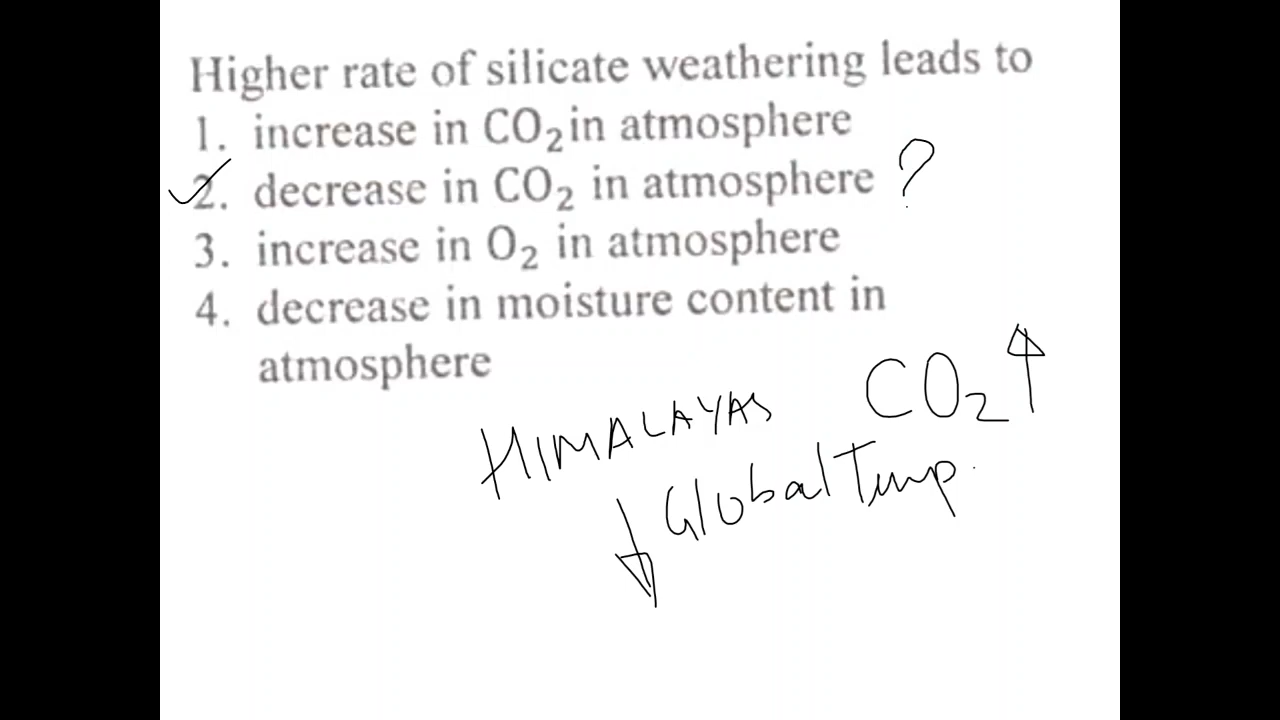 Higher rate of silicate weathering leads to
1. increase in CO₂ in atmosphere
2. decrease in CO₂ in atmosphere ?
3. increase in O₂ in atmosphere
4. decrease in moisture content in
atmosphere
HIMALAYAS CO₂ ↑
↓ Global Temp.